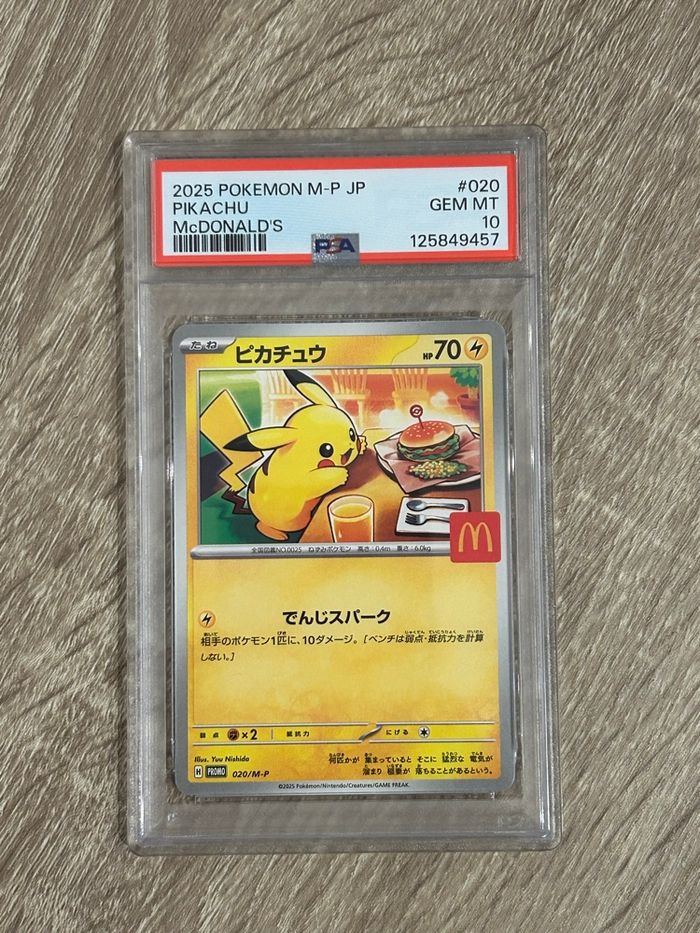 2025 POKEMON M-P JP #020
PIKACHU GEM MT
McDONALD'S 10
PSA 125849457
たね ピカチュウ HP70
全国図鑑NO.0025 ねずみポケモン 高さ:0.4m 重さ:6.0kg
でんじスパーク
相手のポケモン1匹に、10ダメージ。[ベンチは弱点・抵抗力を計算
しない。]
弱点 ×2 抵抗力 にげる
Illus. Yuu Nishida
何匹かが 集まっていると そこに 猛烈な 電気が
溜まり 稲妻が 落ちることがあるという。
H PROMO 020/M-P
©2025 Pokémon/Nintendo/Creatures/GAME FREAK.